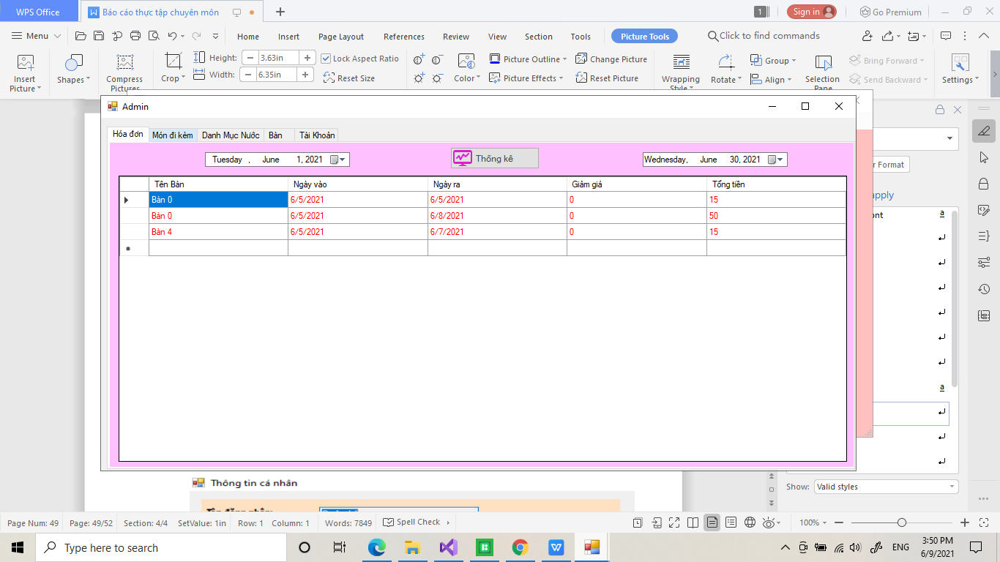 WPS Office Báo cáo thực tập chuyên môn 1 Sign in Go Premium
Menu Home Insert Page Layout References Review View Section Tools Picture Tools Click to find commands
Height: 3.63in Lock Aspect Ratio Picture Outline Change Picture Group Bring Forward
Width: 6.35in Reset Size Picture Effects Reset Picture Align Send Backward
Insert Picture Shapes Compress Pictures Crop Color Wrapping Style Rotate Selection Pane Settings
Admin
Hóa đơn Món đi kèm Danh Mục Nước Bàn Tài Khoản
Tuesday , June 1, 2021 Thống kê Wednesday, June 30, 2021
r Format
Tên Bàn Ngày vào Ngày ra Giảm giá Tổng tiền
Bàn 0 6/5/2021 6/5/2021 0 15
Bàn 0 6/5/2021 6/8/2021 0 50
Bàn 4 6/5/2021 6/7/2021 0 15
*
apply
ont a
a
Thông tin cá nhân
Show: Valid styles
Page Num: 49 Page: 49/52 Section: 4/4 SetValue: 1in Row: 1 Column: 1 Words: 7849 Spell Check 100%
Type here to search ENG 3:50 PM
6/9/2021